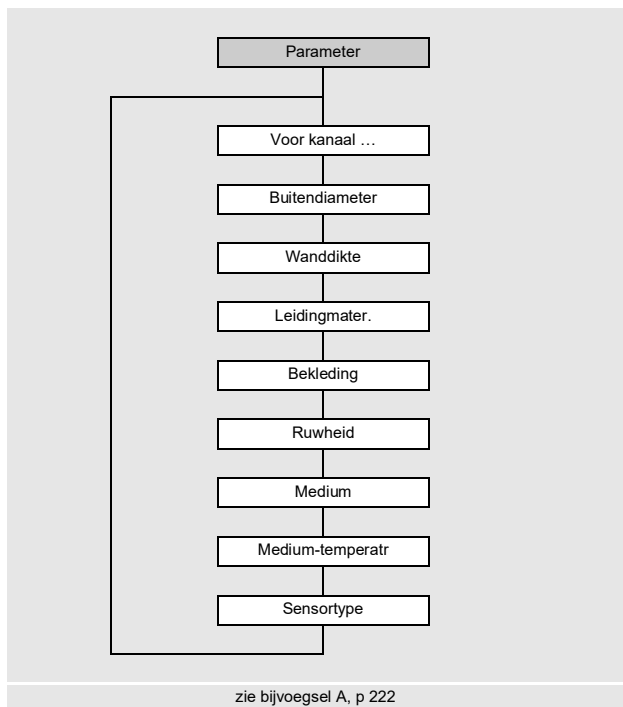 Parameter
Voor kanaal …
Buitendiameter
Wanddikte
Leidingmater.
Bekleding
Ruwheid
Medium
Medium-temperatr
Sensortype
zie bijvoegsel A, p 222